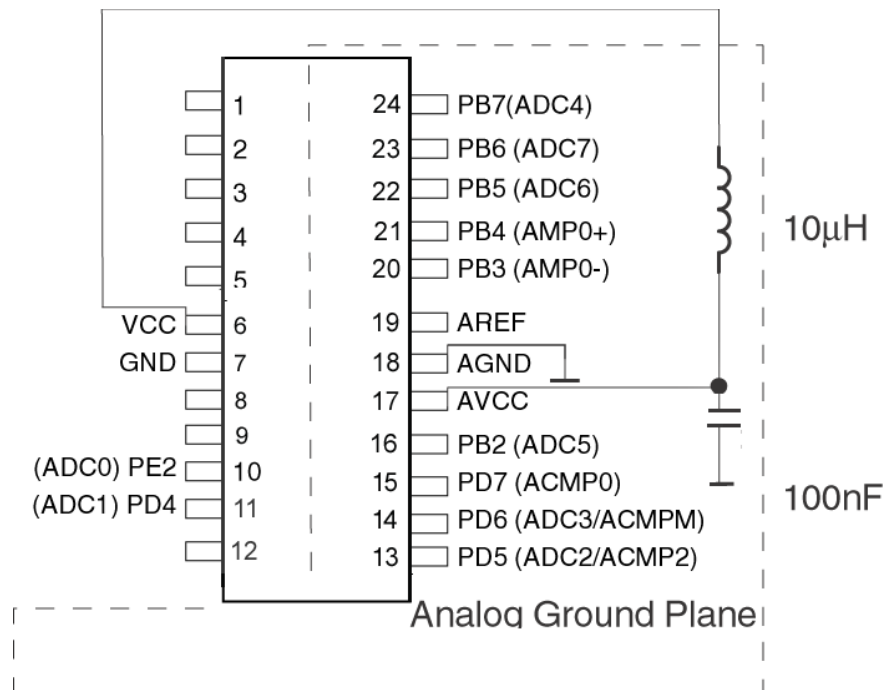 1
24 PB7(ADC4)
2
23 PB6 (ADC7)
3
22 PB5 (ADC6)
4
21 PB4 (AMP0+)
10µH
5
20 PB3 (AMP0-)
VCC 6
19 AREF
GND 7
18 AGND
8
17 AVCC
9
16 PB2 (ADC5)
(ADC0) PE2 10
15 PD7 (ACMP0)
100nF
(ADC1) PD4 11
14 PD6 (ADC3/ACMPM)
12
13 PD5 (ADC2/ACMP2)
Analog Ground Plane